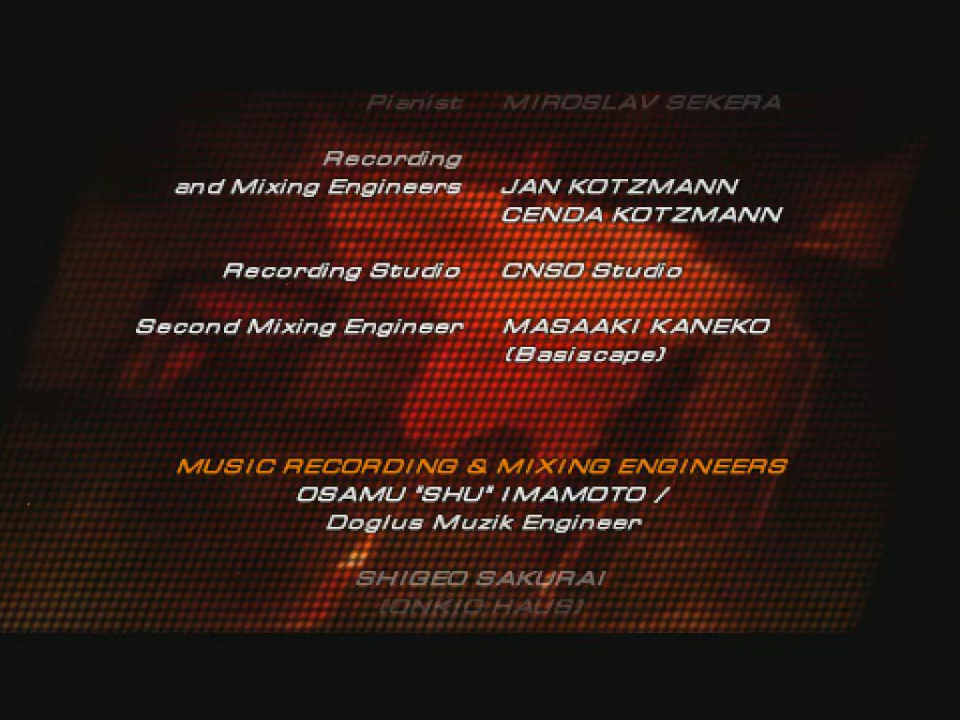 Pianist MIROSLAV SEKERA
Recording
and Mixing Engineers JAN KOTZMANN
CENDA KOTZMANN
Recording Studio CNSO Studio
Second Mixing Engineer MASAAKI KANEKO
(Basiscape)
MUSIC RECORDING & MIXING ENGINEERS
OSAMU "SHU" IMAMOTO /
Doglus Muzik Engineer
SHIGEO SAKURAI
(ONKIO HAUS)